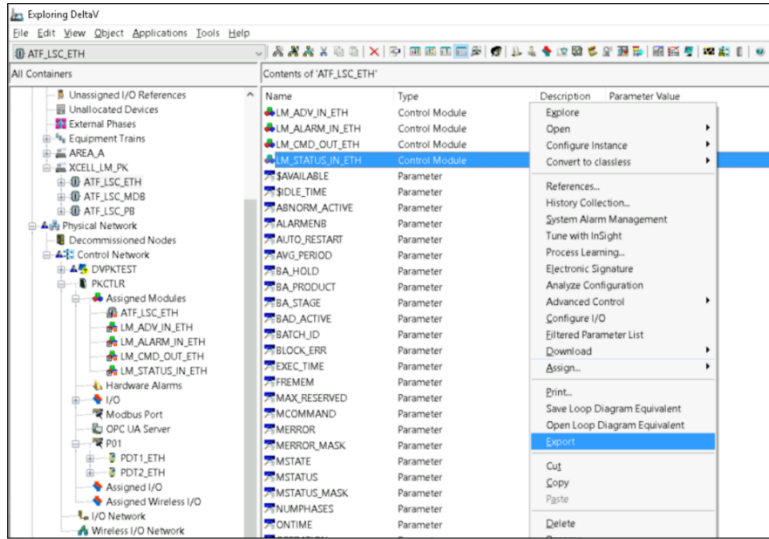 Exploring DeltaV
File Edit View Object Applications Tools Help
ATF_LSC_ETH
All Containers
Contents of 'ATF_LSC_ETH'
Unassigned I/O References
Unallocated Devices
External Phases
Equipment Trains
AREA_A
XCELL_LM_PK
ATF_LSC_ETH
ATF_LSC_MDB
ATF_LSC_PB
Physical Network
Decommissioned Nodes
Control Network
DVPKTEST
PKCTLR
Assigned Modules
ATF_LSC_ETH
LM_ADV_IN_ETH
LM_ALARM_IN_ETH
LM_CMD_OUT_ETH
LM_STATUS_IN_ETH
Hardware Alarms
I/O
Modbus Port
OPC UA Server
P01
PDT1_ETH
PDT2_ETH
Assigned I/O
Assigned Wireless I/O
I/O Network
Wireless I/O Network
Name Type Description Parameter Value
LM_ADV_IN_ETH Control Module
LM_ALARM_IN_ETH Control Module
LM_CMD_OUT_ETH Control Module
LM_STATUS_IN_ETH Control Module
$AVAILABLE Parameter
$IDLE_TIME Parameter
ABNORM_ACTIVE Parameter
ALARMENB Parameter
AUTO_RESTART Parameter
AVG_PERIOD Parameter
BA_HOLD Parameter
BA_PRODUCT Parameter
BA_STAGE Parameter
BAD_ACTIVE Parameter
BATCH_ID Parameter
BLOCK_ERR Parameter
EXEC_TIME Parameter
FREMEM Parameter
MAX_RESERVED Parameter
MCOMMAND Parameter
MERROR Parameter
MERROR_MASK Parameter
MSTATE Parameter
MSTATUS Parameter
MSTATUS_MASK Parameter
NUMPHASES Parameter
ONTIME Parameter
Explore
Open
Configure Instance
Convert to classless
References...
History Collection...
System Alarm Management
Tune with InSight
Process Learning...
Electronic Signature
Analyze Configuration
Advanced Control
Configure I/O
Filtered Parameter List
Download
Assign...
Print...
Save Loop Diagram Equivalent
Open Loop Diagram Equivalent
Export
Cut
Copy
Paste
Delete